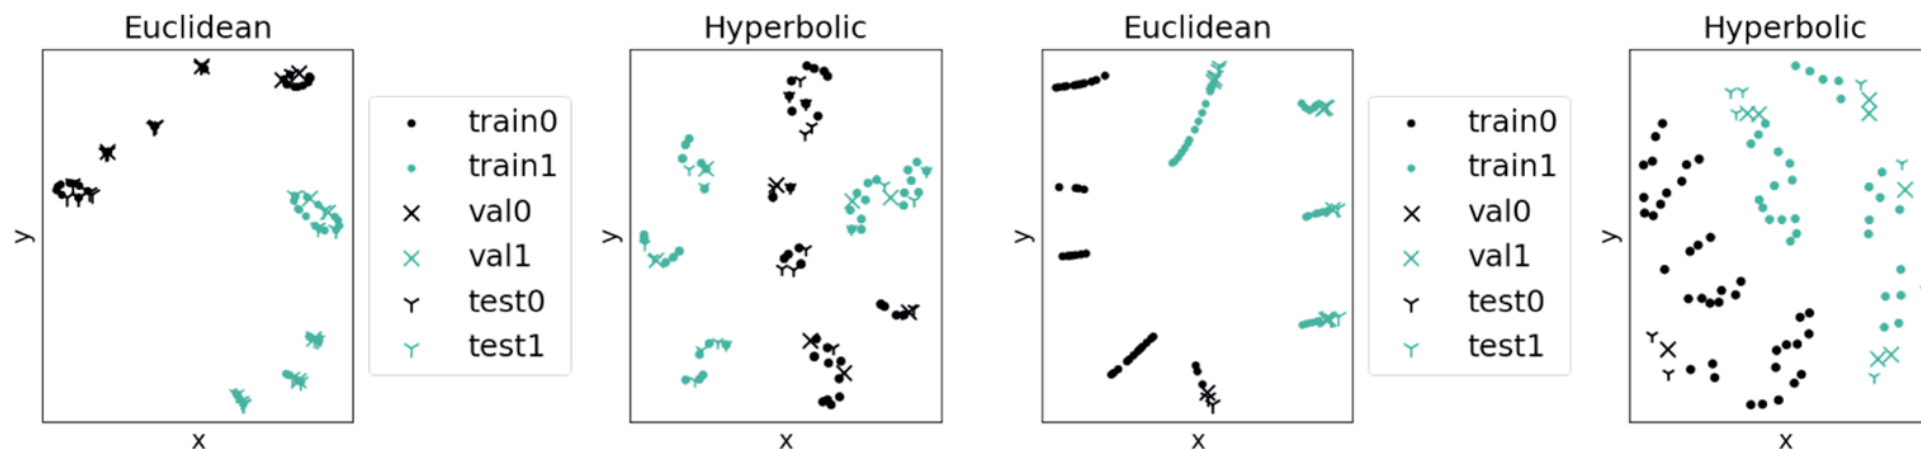 Euclidean
y
x
train0
train1
val0
val1
test0
test1
Hyperbolic
y
x
Euclidean
y
x
train0
train1
val0
val1
test0
test1
Hyperbolic
y
x